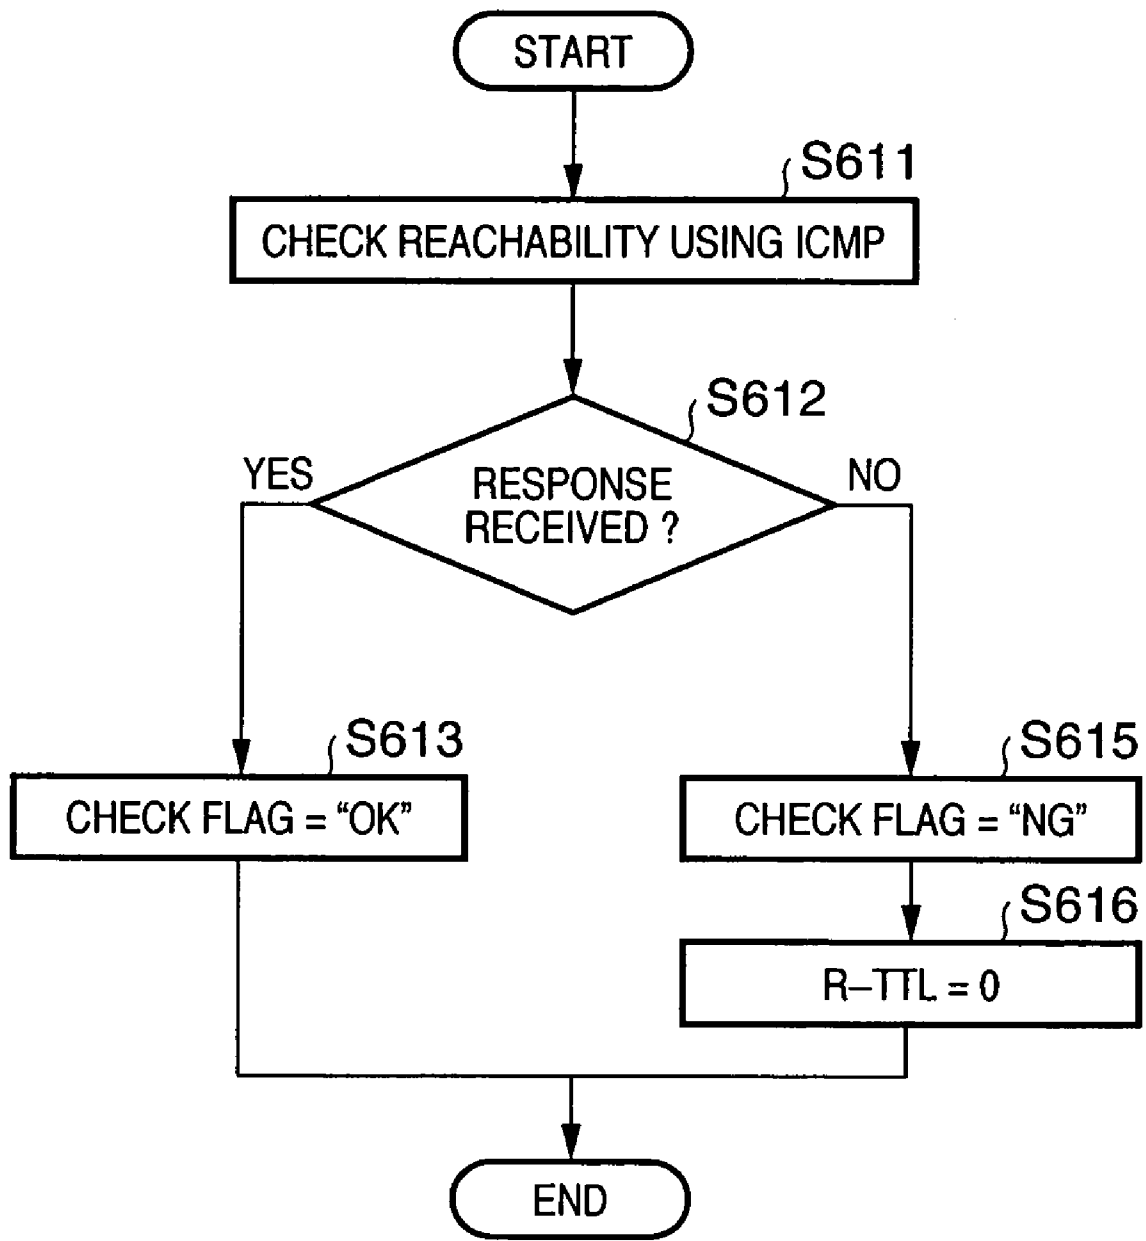 START
S611
CHECK REACHABILITY USING ICMP
S612
YES
RESPONSE
RECEIVED ?
NO
S613
CHECK FLAG = “OK”
S615
CHECK FLAG = “NG”
S616
R–TTL = 0
END